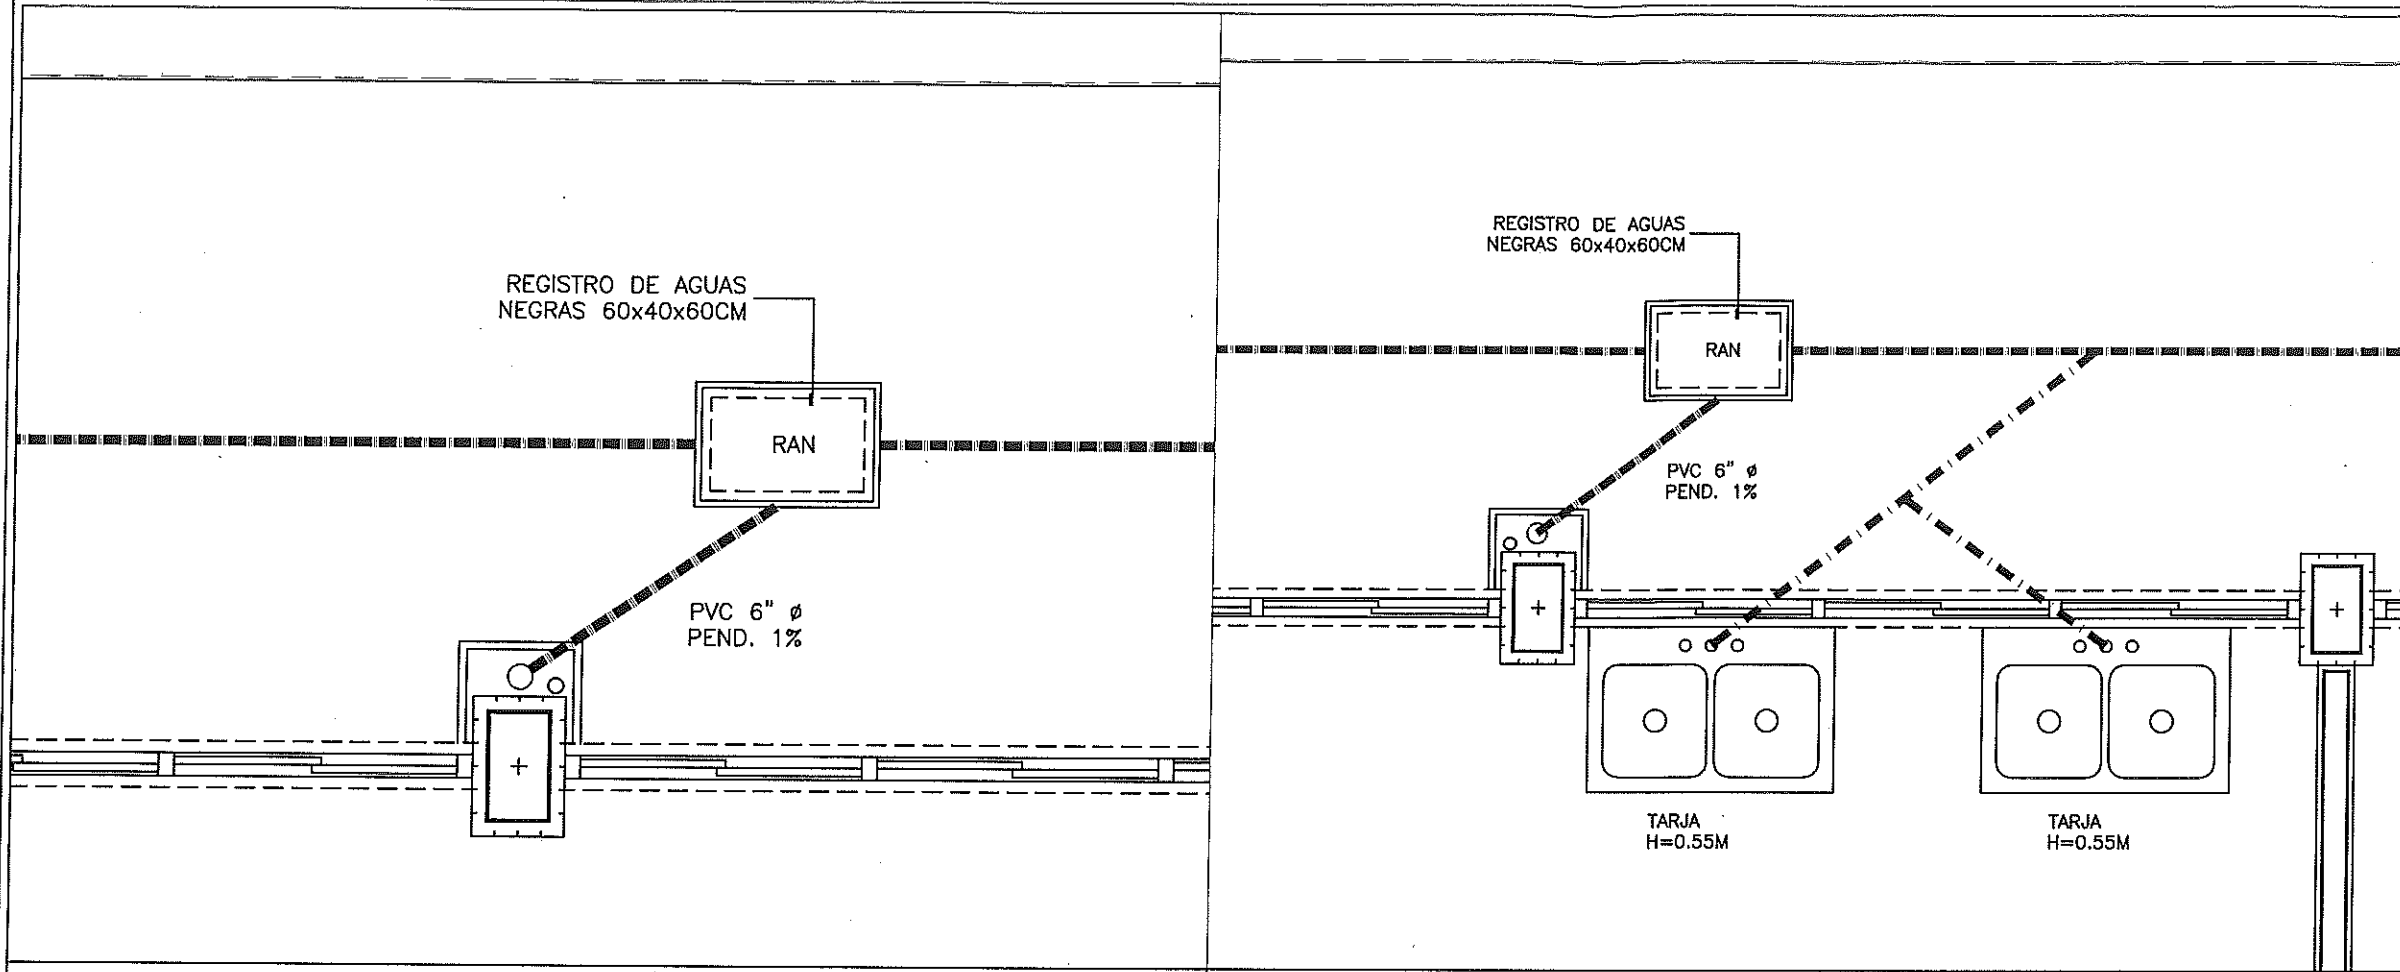 REGISTRO DE AGUAS
NEGRAS 60x40x60CM
RAN
PVC 6" ø
PEND. 1%
REGISTRO DE AGUAS
NEGRAS 60x40x60CM
RAN
PVC 6" ø
PEND. 1%
TARJA
H=0.55M
TARJA
H=0.55M